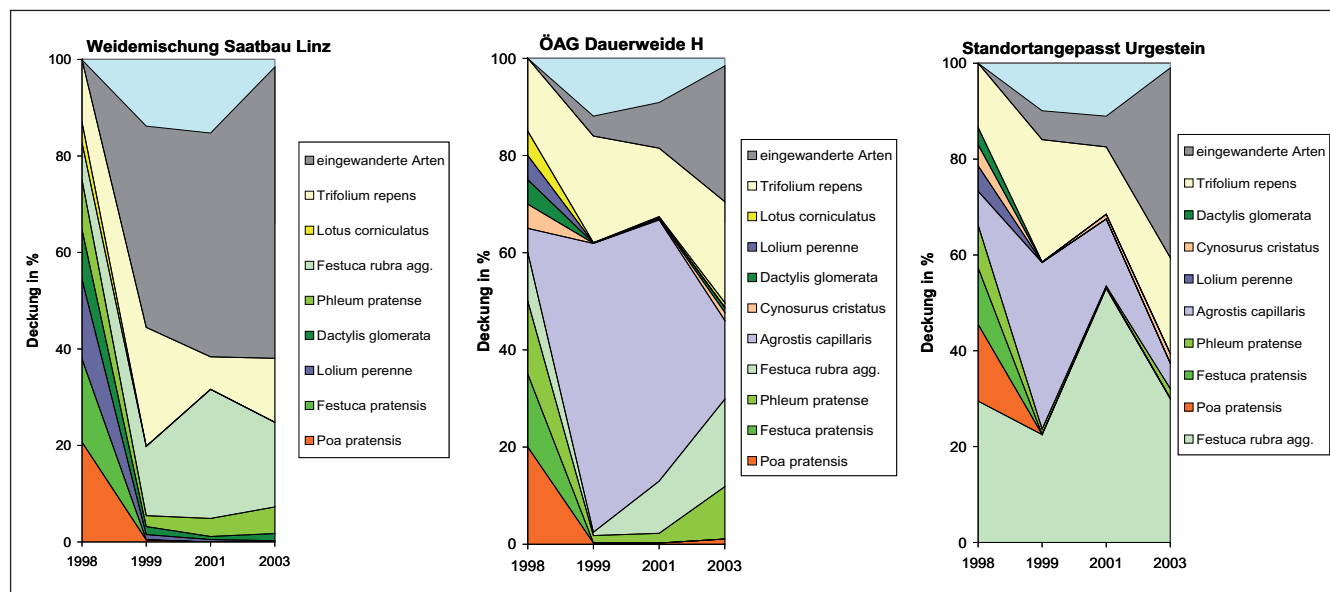 Weidemischung Saatbau Linz
Deckung in %
100
80
60
40
20
0
1998
1999
2001
2003
eingewanderte Arten
Trifolium repens
Lotus corniculatus
Festuca rubra agg.
Phleum pratense
Dactylis glomerata
Lolium perenne
Festuca pratensis
Poa pratensis
ÖAG Dauerweide H
Deckung in %
100
80
60
40
20
0
1998
1999
2001
2003
eingewanderte Arten
Trifolium repens
Lotus corniculatus
Lolium perenne
Dactylis glomerata
Cynosurus cristatus
Agrostis capillaris
Festuca rubra agg.
Phleum pratense
Festuca pratensis
Poa pratensis
Standortangepasst Urgestein
Deckung in %
100
80
60
40
20
0
1998
1999
2001
2003
eingewanderte Arten
Trifolium repens
Dactylis glomerata
Cynosurus cristatus
Lolium perenne
Agrostis capillaris
Phleum pratense
Festuca pratensis
Poa pratensis
Festuca rubra agg.